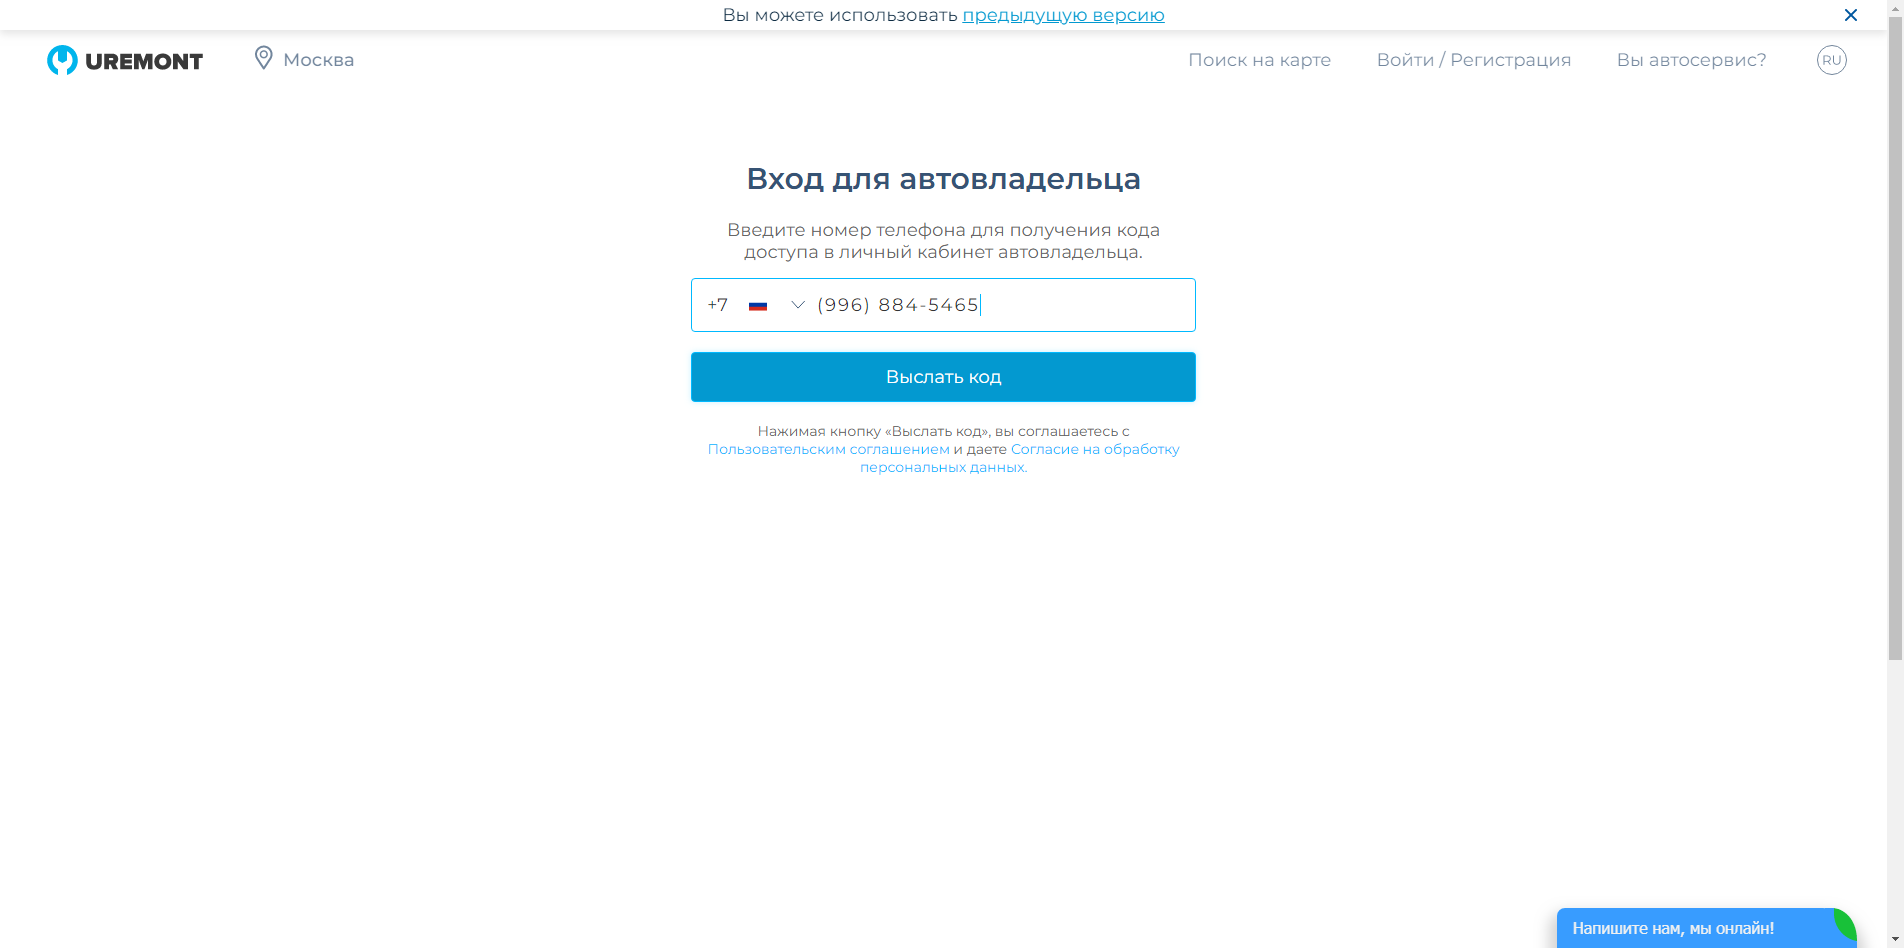 Вы можете использовать предыдущую версию
UREMONT
Москва
Поиск на карте
Войти / Регистрация
Вы автосервис?
RU
Вход для автовладельца
Введите номер телефона для получения кода
доступа в личный кабинет автовладельца.
+7 (996) 884-5465
Выслать код
Нажимая кнопку «Выслать код», вы соглашаетесь с
Пользовательским соглашением и даете Согласие на обработку
персональных данных.
Напишите нам, мы онлайн!